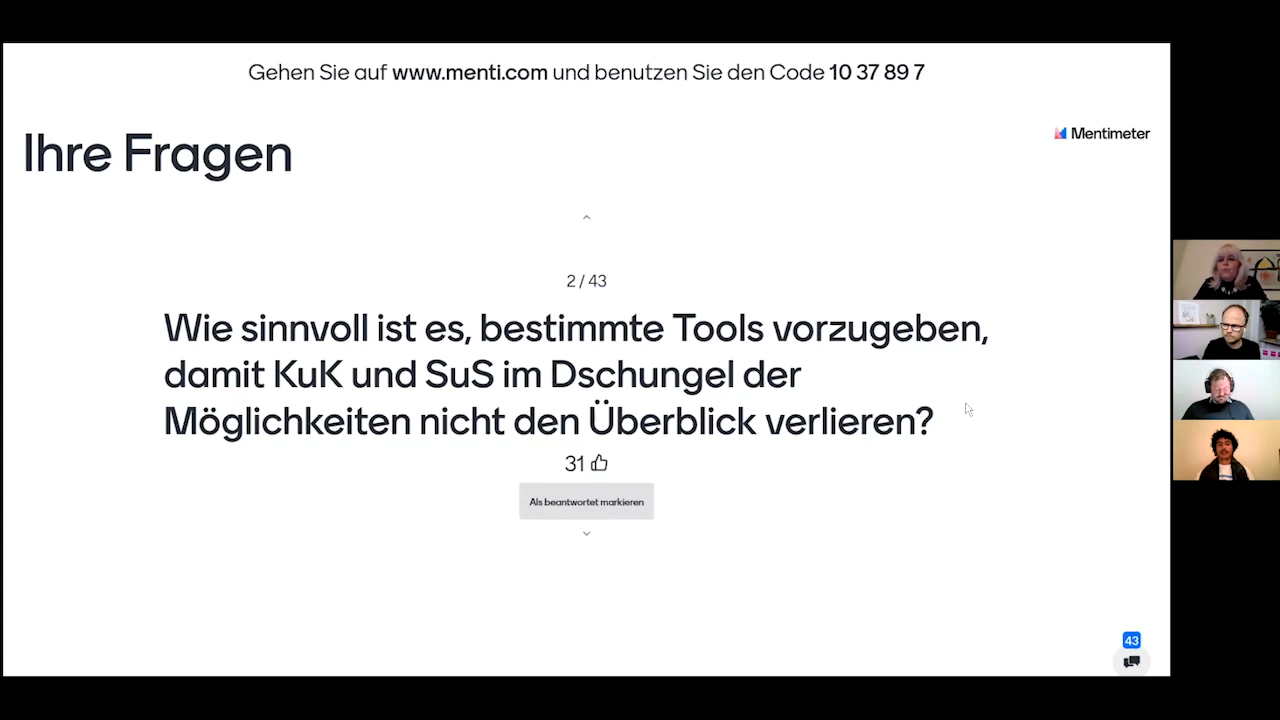 Gehen Sie auf www.menti.com und benutzen Sie den Code 10 37 89 7
Ihre Fragen
Mentimeter
2 / 43
Wie sinnvoll ist es, bestimmte Tools vorzugeben,
damit KuK und SuS im Dschungel der
Möglichkeiten nicht den Überblick verlieren?
31
Als beantwortet markieren
43